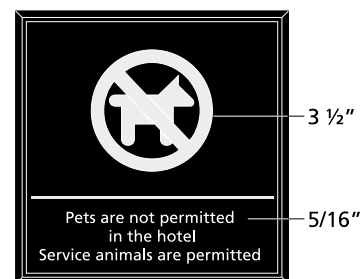 3 ½"
Pets are not permitted
5/16"
in the hotel
Service animals are permitted